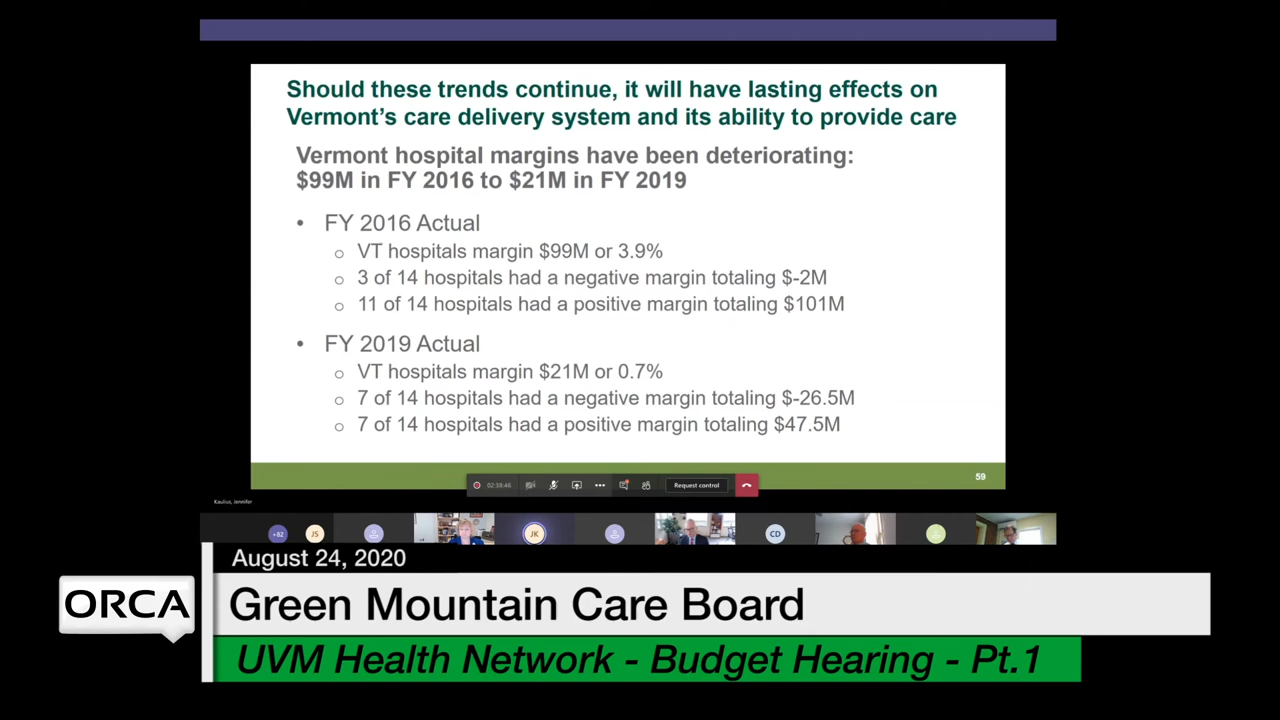 Should these trends continue, it will have lasting effects on
Vermont's care delivery system and its ability to provide care
Vermont hospital margins have been deteriorating:
$99M in FY 2016 to $21M in FY 2019
• FY 2016 Actual
o VT hospitals margin $99M or 3.9%
o 3 of 14 hospitals had a negative margin totaling $-2M
o 11 of 14 hospitals had a positive margin totaling $101M
• FY 2019 Actual
o VT hospitals margin $21M or 0.7%
o 7 of 14 hospitals had a negative margin totaling $-26.5M
o 7 of 14 hospitals had a positive margin totaling $47.5M
59
02:39:46
Request control
Kaulius, Jennifer
+82
JS
JK
CD
August 24, 2020
ORCA
Green Mountain Care Board
UVM Health Network - Budget Hearing - Pt.1